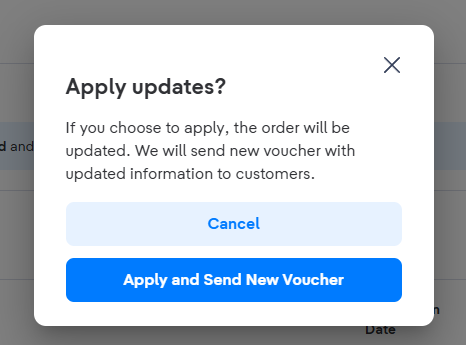 Apply updates?
If you choose to apply, the order will be
updated. We will send new voucher with
updated information to customers.
Cancel
Apply and Send New Voucher
and
Date